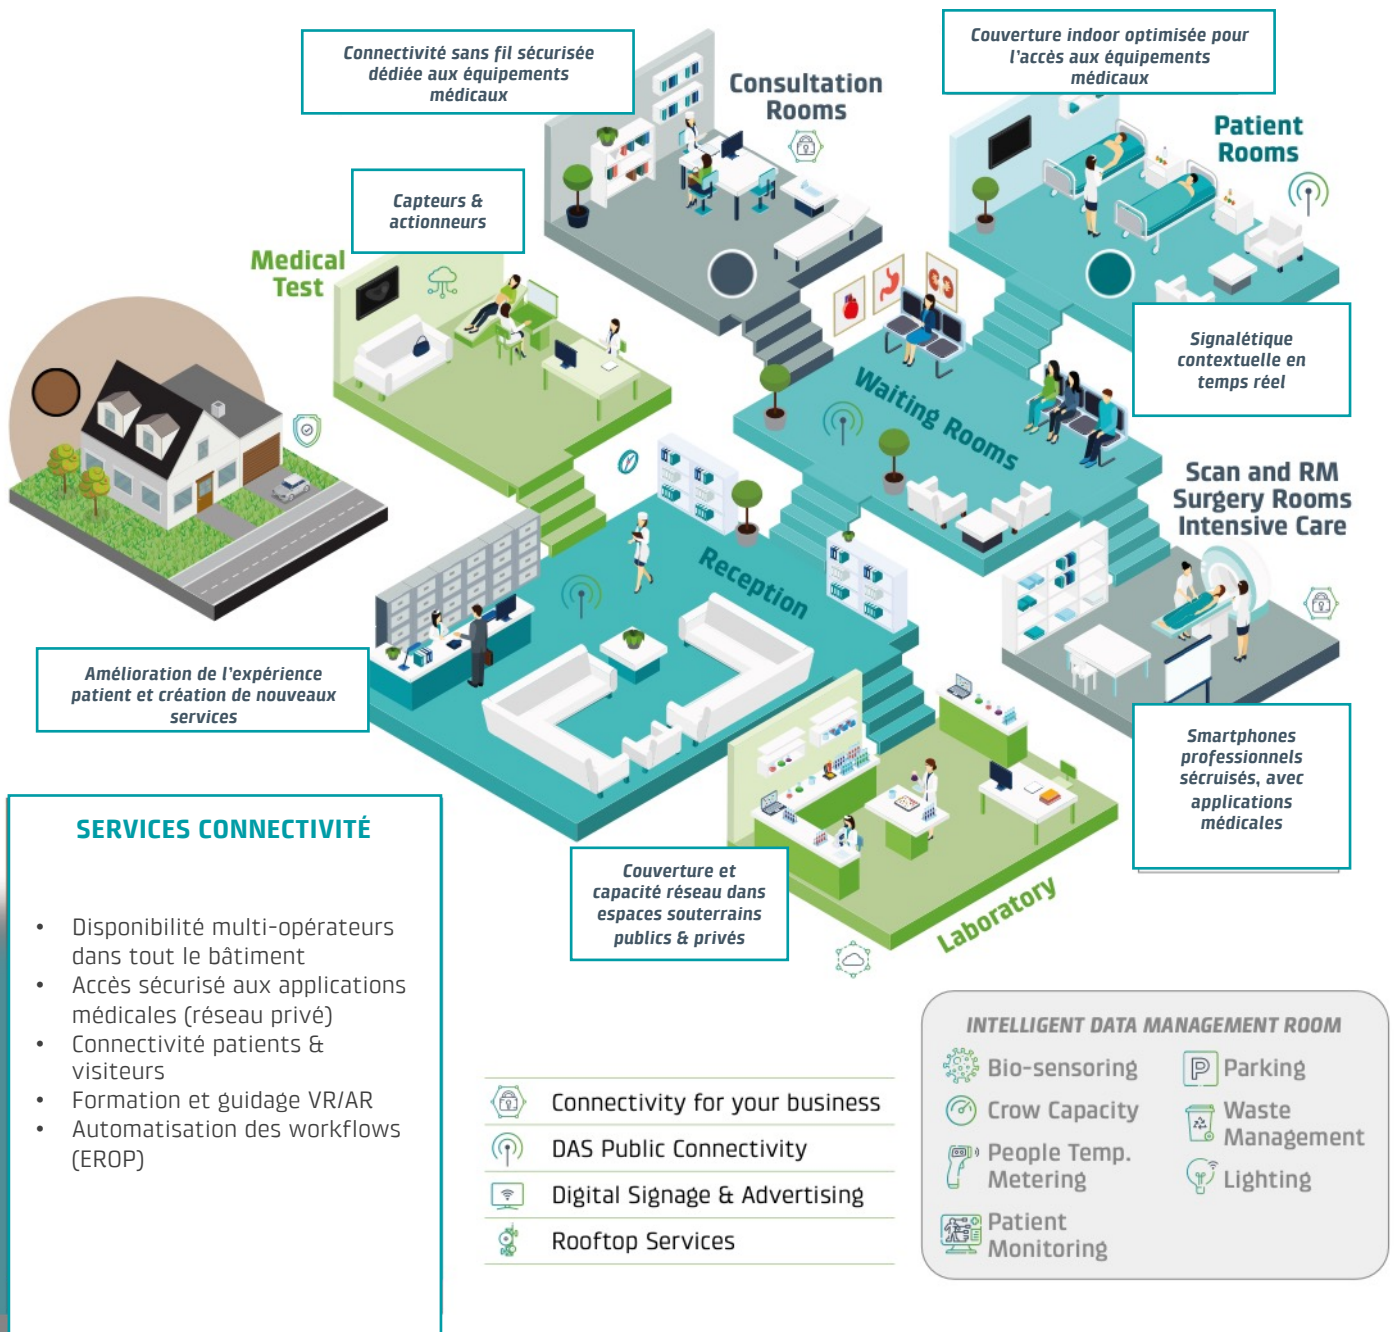 Connectivité sans fil sécurisée
dédiée aux équipements
médicaux
Couverture indoor optimisée pour
l'accès aux équipements
médicaux
Consultation
Rooms
Patient
Rooms
Capteurs &
actionneurs
Medical
Test
Signalétique
contextuelle en
temps réel
Waiting Rooms
Scan and RM
Surgery Rooms
Intensive Care
Reception
Amélioration de l'expérience
patient et création de nouveaux
services
Smartphones
professionnels
sécruisés, avec
applications
médicales
Couverture et
capacité réseau dans
espaces souterrains
publics & privés
Laboratory
SERVICES CONNECTIVITÉ
• Disponibilité multi-opérateurs
dans tout le bâtiment
• Accès sécurisé aux applications
médicales (réseau privé)
• Connectivité patients &
visiteurs
• Formation et guidage VR/AR
• Automatisation des workflows
(EROP)
Connectivity for your business
DAS Public Connectivity
Digital Signage & Advertising
Rooftop Services
INTELLIGENT DATA MANAGEMENT ROOM
Bio-sensoring
Crow Capacity
People Temp.
Metering
Patient
Monitoring
P Parking
Waste
Management
Lighting